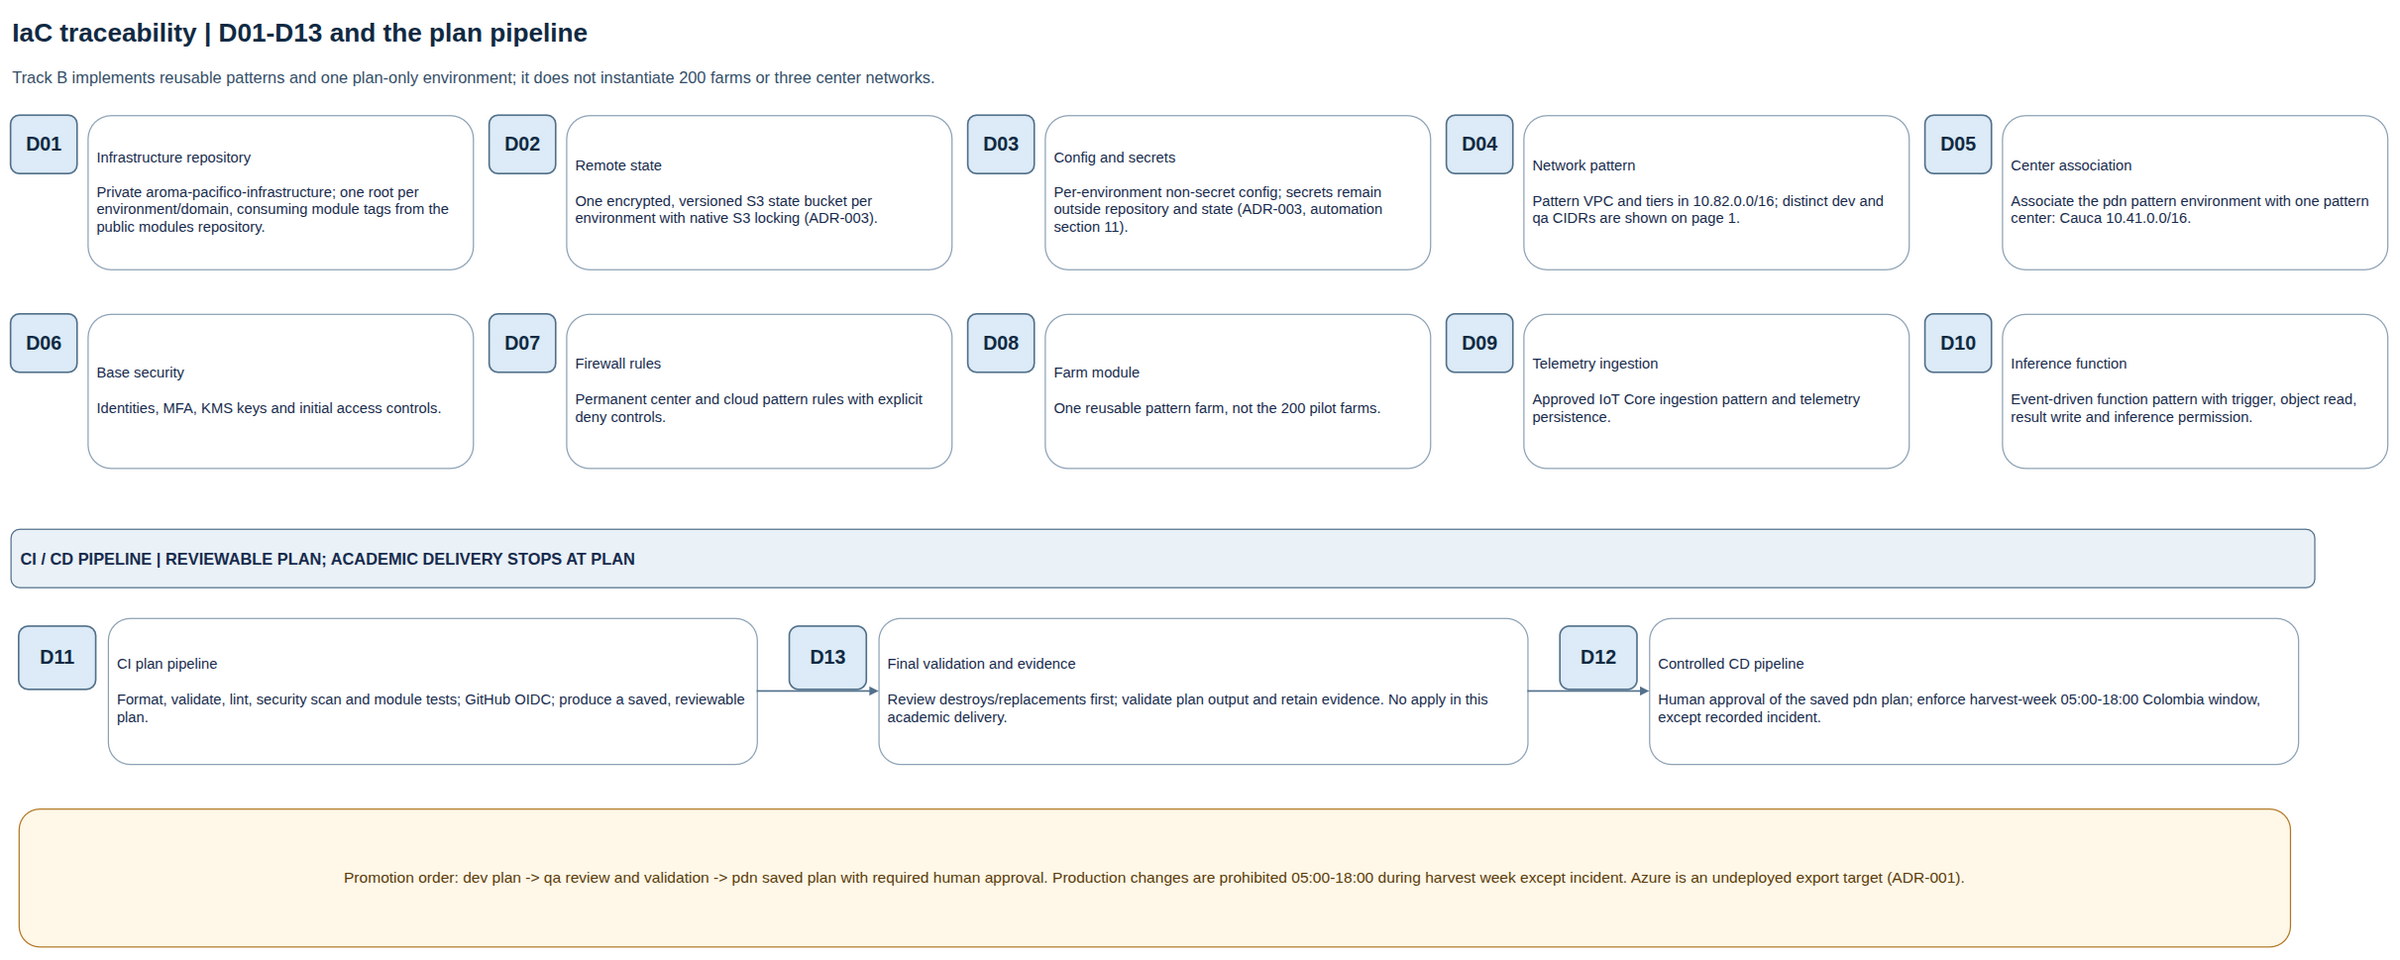 IaC traceability | D01-D13 and the plan pipeline
Track B implements reusable patterns and one plan-only environment; it does not instantiate 200 farms or three center networks.
D01
Infrastructure repository
Private aroma-pacifico-infrastructure; one root per
environment/domain, consuming module tags from the
public modules repository.
D02
Remote state
One encrypted, versioned S3 state bucket per
environment with native S3 locking (ADR-003).
D03
Config and secrets
Per-environment non-secret config; secrets remain
outside repository and state (ADR-003, automation
section 11).
D04
Network pattern
Pattern VPC and tiers in 10.82.0.0/16; distinct dev and
qa CIDRs are shown on page 1.
D05
Center association
Associate the pdn pattern environment with one pattern
center: Cauca 10.41.0.0/16.
D06
Base security
Identities, MFA, KMS keys and initial access controls.
D07
Firewall rules
Permanent center and cloud pattern rules with explicit
deny controls.
D08
Farm module
One reusable pattern farm, not the 200 pilot farms.
D09
Telemetry ingestion
Approved IoT Core ingestion pattern and telemetry
persistence.
D10
Inference function
Event-driven function pattern with trigger, object read,
result write and inference permission.
CI / CD PIPELINE | REVIEWABLE PLAN; ACADEMIC DELIVERY STOPS AT PLAN
D11
CI plan pipeline
Format, validate, lint, security scan and module tests; GitHub OIDC; produce a saved, reviewable
plan.
D13
Final validation and evidence
Review destroys/replacements first; validate plan output and retain evidence. No apply in this
academic delivery.
D12
Controlled CD pipeline
Human approval of the saved pdn plan; enforce harvest-week 05:00-18:00 Colombia window,
except recorded incident.
Promotion order: dev plan -> qa review and validation -> pdn saved plan with required human approval. Production changes are prohibited 05:00-18:00 during harvest week except incident. Azure is an undeployed export target (ADR-001).